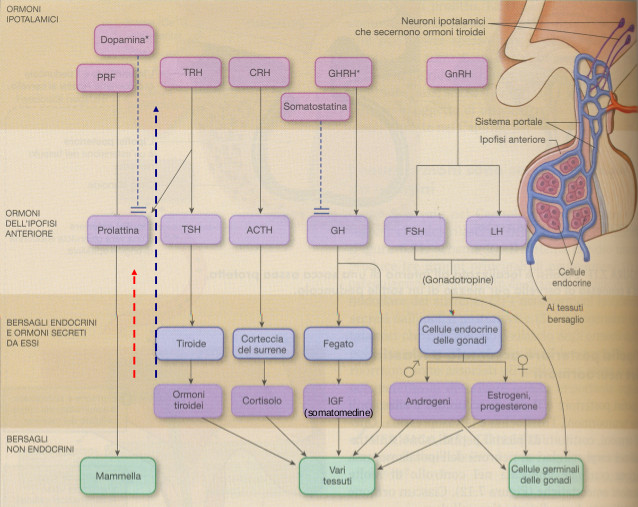 ORMONI
IPOTALAMICI
Dopamina*
PRF
TRH
CRH
GHRH*
Somatostatina
GnRH
Neuroni ipotalamici
che secernono ormoni tiroidei
Sistema portale
Ipofisi anteriore
ORMONI
DELL'IPOFISI
ANTERIORE
Prolattina
TSH
ACTH
GH
FSH
LH
(Gonadotropine)
Cellule
endocrine
Ai tessuti
bersaglio
BERSAGLI ENDOCRINI
E ORMONI SECRETI
DA ESSI
Tiroide
Corteccia
del surrene
Fegato
Cellule endocrine
delle gonadi
♂
♀
Ormoni
tiroidei
Cortisolo
IGF
(somatomedine)
Androgeni
Estrogeni,
progesterone
BERSAGLI
NON ENDOCRINI
Mammella
Vari
tessuti
Cellule germinali
delle gonadi